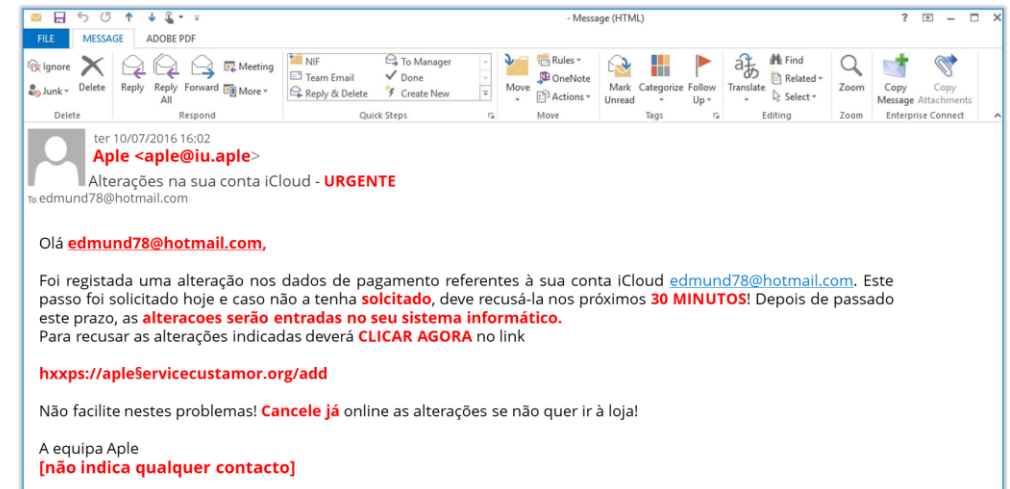 - Message (HTML)
FILE MESSAGE ADOBE PDF
Ignore
Junk
Delete
Reply
Reply All
Forward
Meeting
More
NIF
Team Email
Reply & Delete
To Manager
Done
Create New
Move
Rules
OneNote
Actions
Mark Unread
Categorize
Follow Up
Translate
Find
Related
Select
Zoom
Copy Message
Copy Attachments
Delete Respond Quick Steps Move Tags Editing Zoom Enterprise Connect
ter 10/07/2016 16:02
Aple <aple@iu.aple>
Alterações na sua conta iCloud - URGENTE
To edmund78@hotmail.com
Olá edmund78@hotmail.com,
Foi registada uma alteração nos dados de pagamento referentes à sua conta iCloud edmund78@hotmail.com. Este
passo foi solicitado hoje e caso não a tenha solcitado, deve recusá-la nos próximos 30 MINUTOS! Depois de passado
este prazo, as alteracoes serão entradas no seu sistema informático.
Para recusar as alterações indicadas deverá CLICAR AGORA no link
hxxps://aple§ervicecustamor.org/add
Não facilite nestes problemas! Cancele já online as alterações se não quer ir à loja!
A equipa Aple
[não indica qualquer contacto]